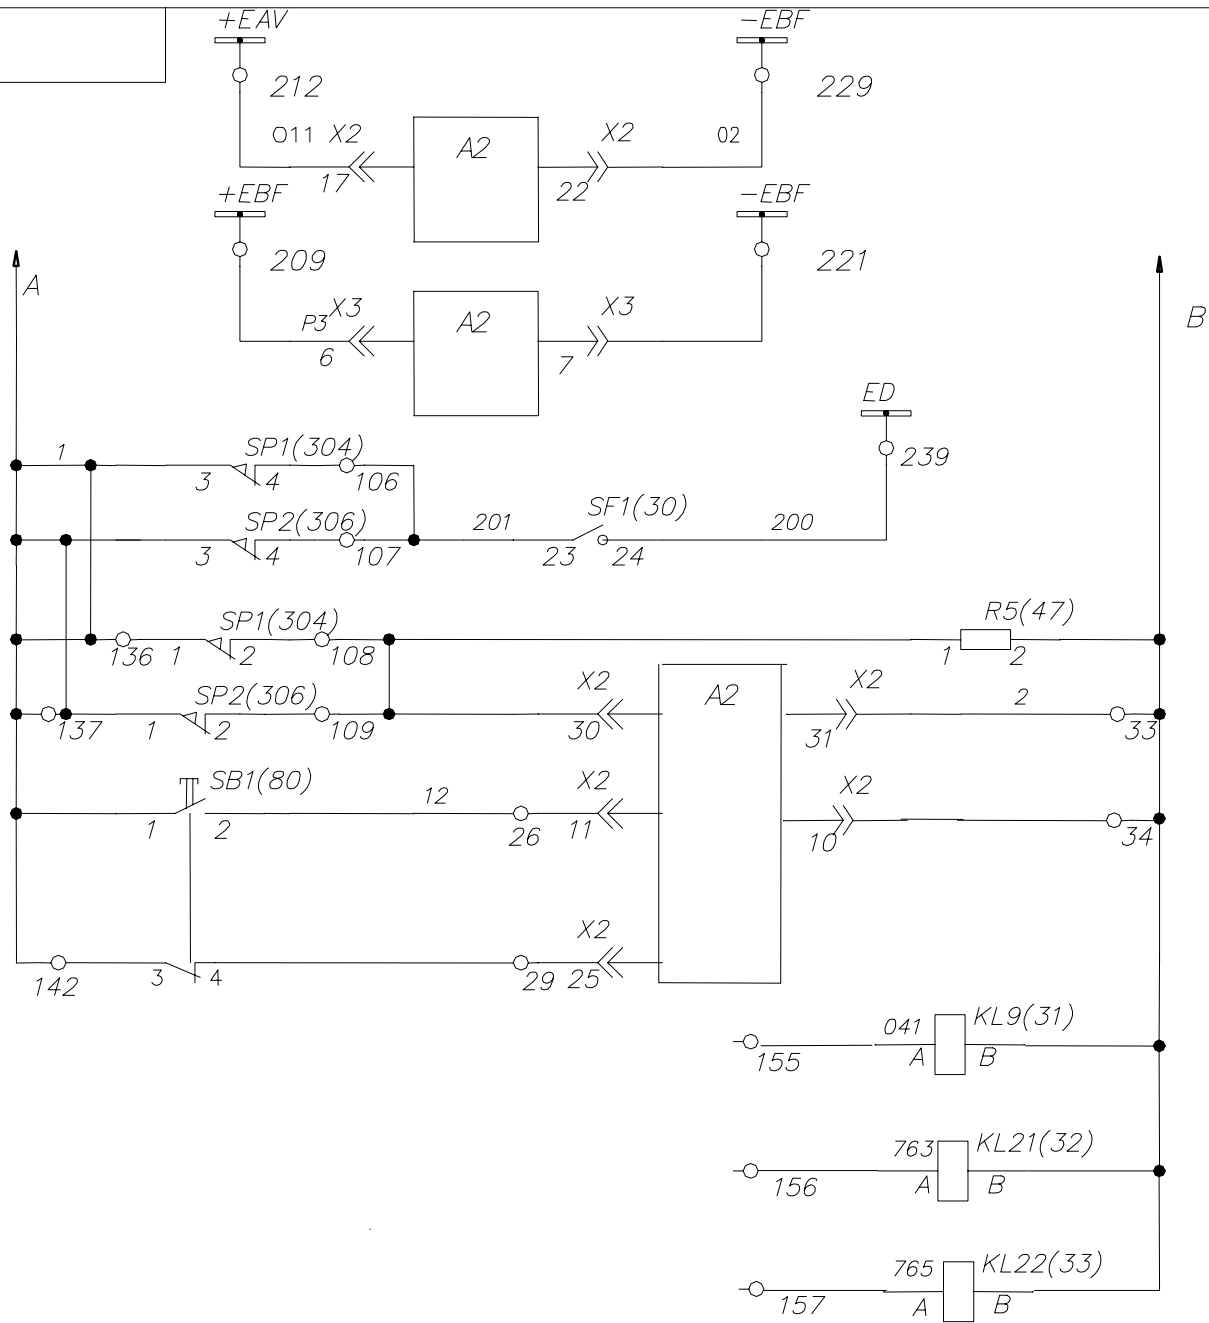 +EAV -EBF
212 229
O11 X2 A2 X2 02
17 22
+EBF -EBF
209 221
A
P3 X3 A2 X3 B
6 7
ED
1 SP1(304) 239
3 4 106
SP2(306) 201 SF1(30) 200
3 4 107 23 24
SP1(304) R5(47)
136 1 2 108 1 2
SP2(306) X2 A2 X2 2
137 1 2 109 30 31 33
SB1(80) 12 X2 X2
1 2 26 11 10 34
X2
142 3 4 29 25
041 KL9(31)
155 A B
763 KL21(32)
156 A B
765 KL22(33)
157 A B